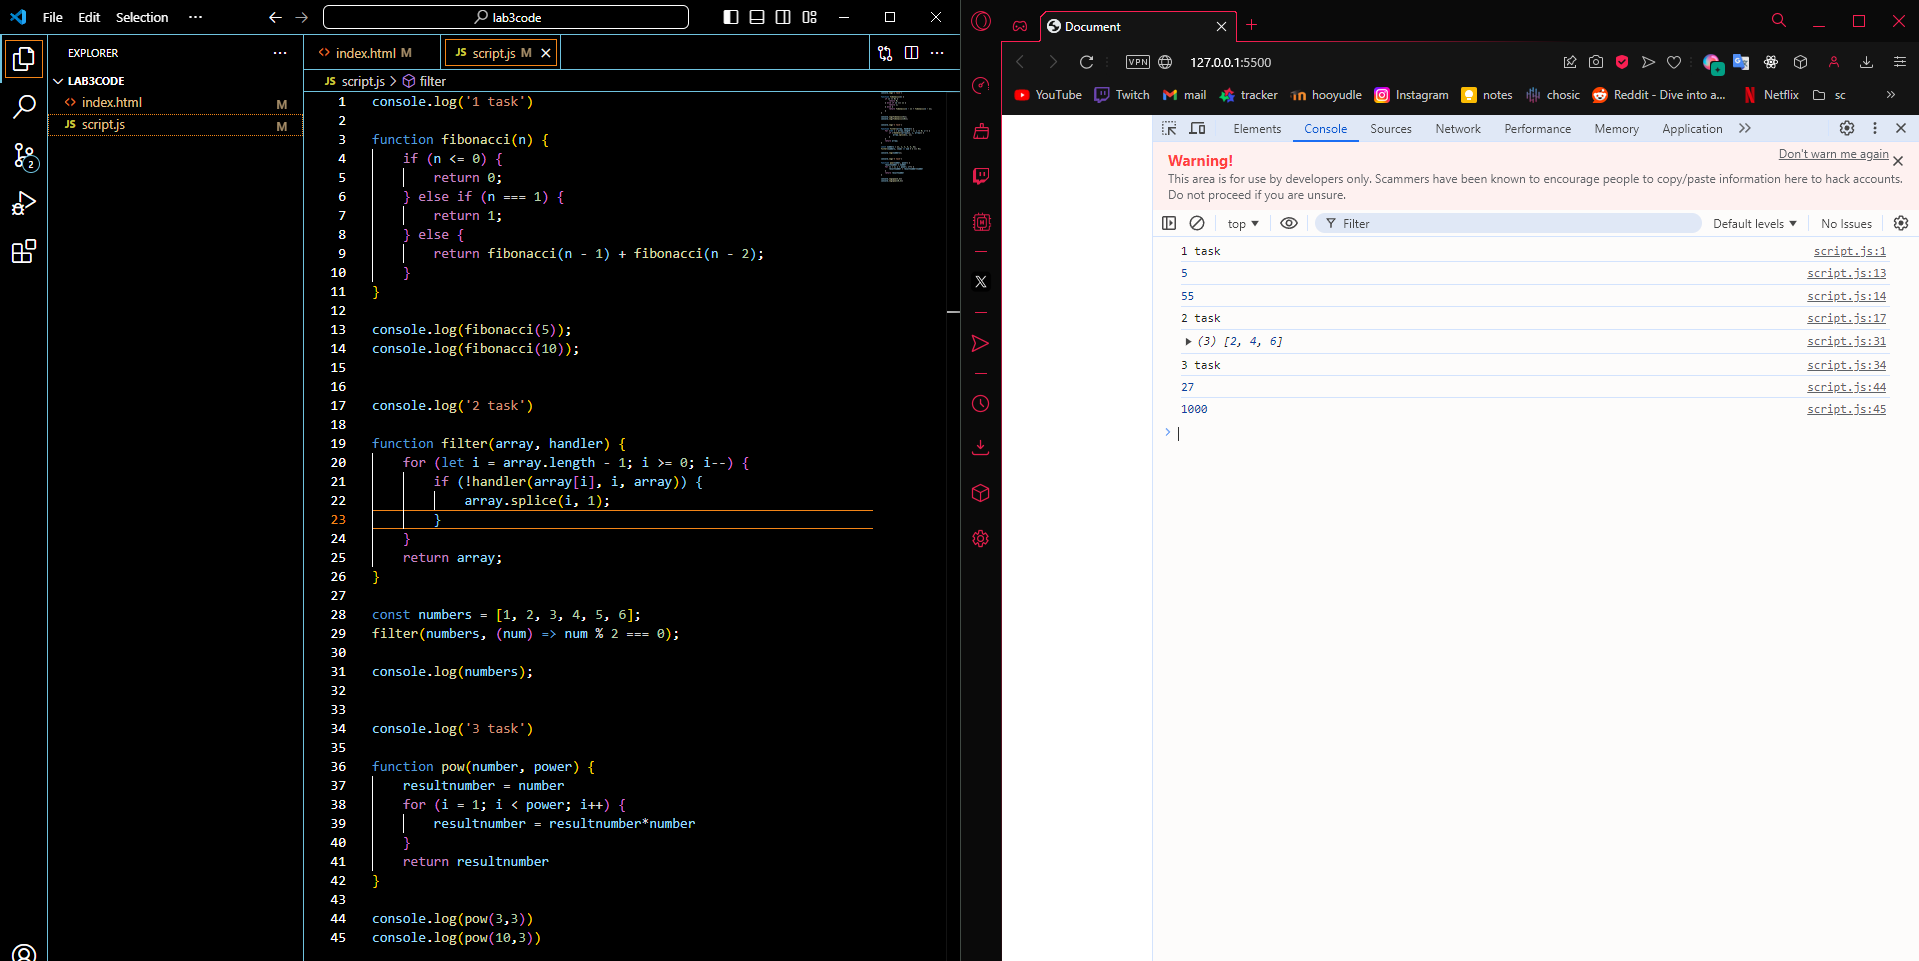 File Edit Selection ··· lab3code
EXPLORER ···
LAB3CODE
<> index.html M
JS script.js M
2
<> index.html M JS script.js M ···
JS script.js > filter
1 console.log('1 task')
2
3 function fibonacci(n) {
4 if (n <= 0) {
5 return 0;
6 } else if (n === 1) {
7 return 1;
8 } else {
9 return fibonacci(n - 1) + fibonacci(n - 2);
10 }
11 }
12
13 console.log(fibonacci(5));
14 console.log(fibonacci(10));
15
16
17 console.log('2 task')
18
19 function filter(array, handler) {
20 for (let i = array.length - 1; i >= 0; i--) {
21 if (!handler(array[i], i, array)) {
22 array.splice(i, 1);
23 }
24 }
25 return array;
26 }
27
28 const numbers = [1, 2, 3, 4, 5, 6];
29 filter(numbers, (num) => num % 2 === 0);
30
31 console.log(numbers);
32
33
34 console.log('3 task')
35
36 function pow(number, power) {
37 resultnumber = number
38 for (i = 1; i < power; i++) {
39 resultnumber = resultnumber*number
40 }
41 return resultnumber
42 }
43
44 console.log(pow(3,3))
45 console.log(pow(10,3))
Document
VPN 127.0.0.1:5500
YouTube Twitch mail tracker hooyudle Instagram notes chosic Reddit - Dive into a... Netflix sc »
Elements Console Sources Network Performance Memory Application
Warning! Don't warn me again
This area is for use by developers only. Scammers have been known to encourage people to copy/paste information here to hack accounts.
Do not proceed if you are unsure.
top Filter Default levels No Issues
1 task script.js:1
5 script.js:13
55 script.js:14
2 task script.js:17
(3) [2, 4, 6] script.js:31
3 task script.js:34
27 script.js:44
1000 script.js:45
>